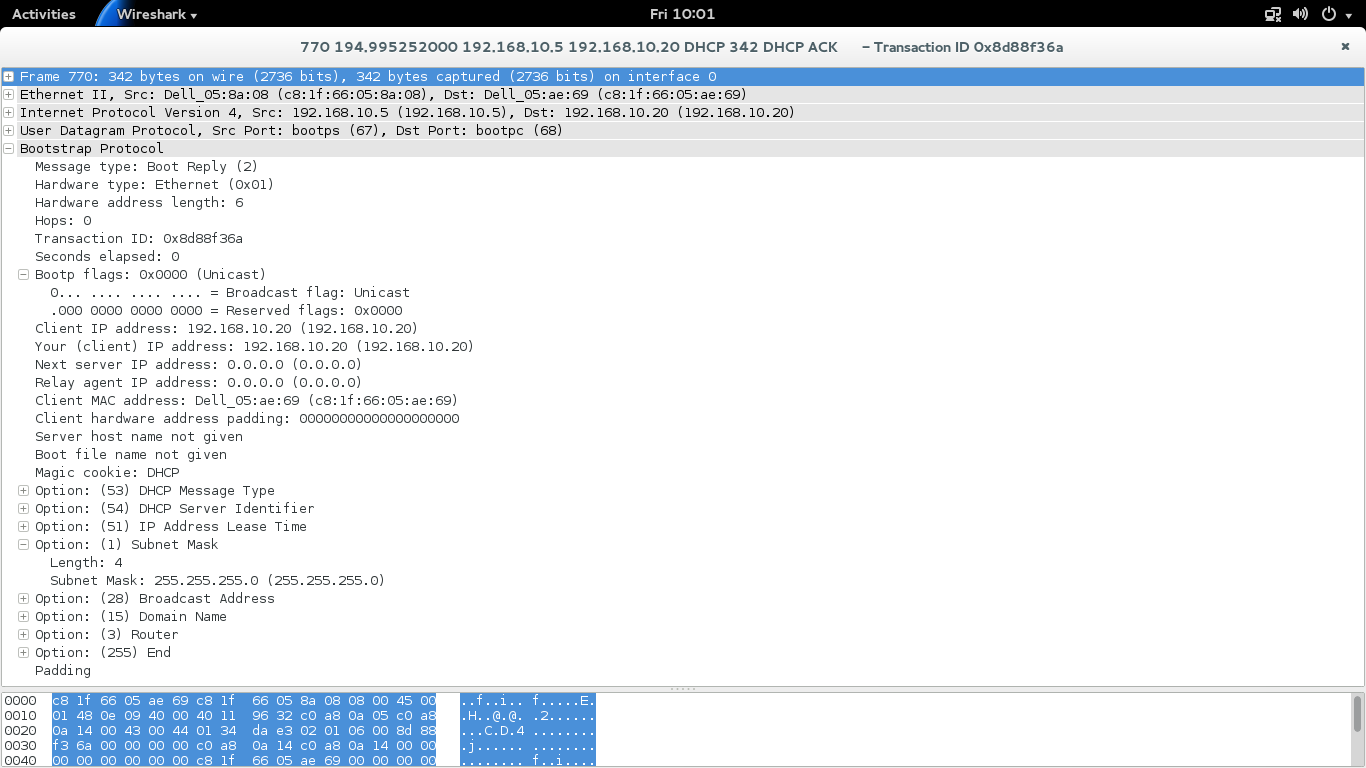 Activities Wireshark Fri 10:01
770 194.995252000 192.168.10.5 192.168.10.20 DHCP 342 DHCP ACK – Transaction ID 0x8d88f36a
Frame 770: 342 bytes on wire (2736 bits), 342 bytes captured (2736 bits) on interface 0
Ethernet II, Src: Dell_05:8a:08 (c8:1f:66:05:8a:08), Dst: Dell_05:ae:69 (c8:1f:66:05:ae:69)
Internet Protocol Version 4, Src: 192.168.10.5 (192.168.10.5), Dst: 192.168.10.20 (192.168.10.20)
User Datagram Protocol, Src Port: bootps (67), Dst Port: bootpc (68)
Bootstrap Protocol
Message type: Boot Reply (2)
Hardware type: Ethernet (0x01)
Hardware address length: 6
Hops: 0
Transaction ID: 0x8d88f36a
Seconds elapsed: 0
Bootp flags: 0x0000 (Unicast)
0... .... .... .... = Broadcast flag: Unicast
.000 0000 0000 0000 = Reserved flags: 0x0000
Client IP address: 192.168.10.20 (192.168.10.20)
Your (client) IP address: 192.168.10.20 (192.168.10.20)
Next server IP address: 0.0.0.0 (0.0.0.0)
Relay agent IP address: 0.0.0.0 (0.0.0.0)
Client MAC address: Dell_05:ae:69 (c8:1f:66:05:ae:69)
Client hardware address padding: 00000000000000000000
Server host name not given
Boot file name not given
Magic cookie: DHCP
Option: (53) DHCP Message Type
Option: (54) DHCP Server Identifier
Option: (51) IP Address Lease Time
Option: (1) Subnet Mask
Length: 4
Subnet Mask: 255.255.255.0 (255.255.255.0)
Option: (28) Broadcast Address
Option: (15) Domain Name
Option: (3) Router
Option: (255) End
Padding
0000 c8 1f 66 05 ae 69 c8 1f 66 05 8a 08 08 00 45 00 ..f..i.. f.....E.
0010 01 48 0e 09 40 00 40 11 96 32 c0 a8 0a 05 c0 a8 .H..@.@. .2......
0020 0a 14 00 43 00 44 01 34 da e3 02 01 06 00 8d 88 ...C.D.4 ........
0030 f3 6a 00 00 00 00 c0 a8 0a 14 c0 a8 0a 14 00 00 .j...... ........
0040 00 00 00 00 00 00 c8 1f 66 05 ae 69 00 00 00 00 ........ f..i....